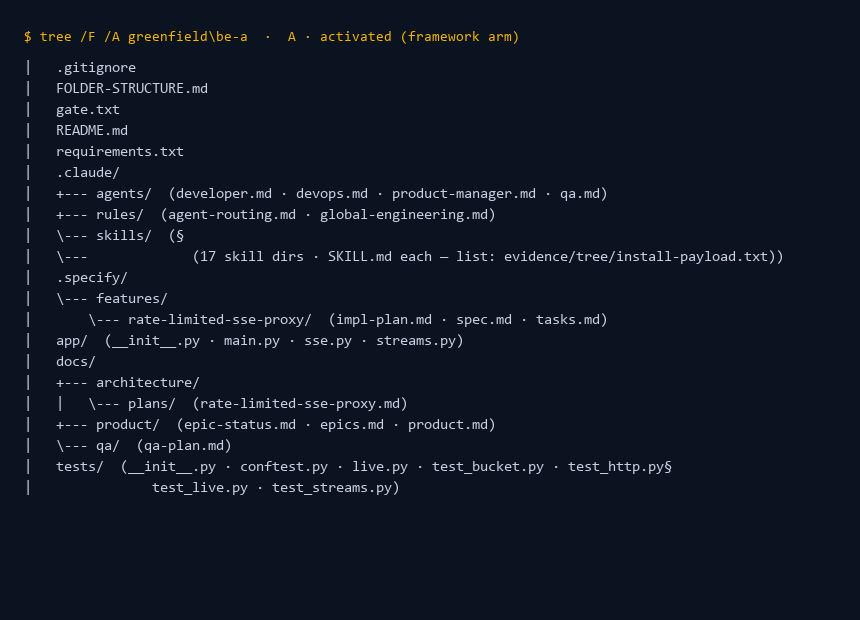 $ tree /F /A greenfield\be-a  ·  A · activated (framework arm)
│   .gitignore
│   FOLDER-STRUCTURE.md
│   gate.txt
│   README.md
│   requirements.txt
│   .claude/
│   +--- agents/  (developer.md · devops.md · product-manager.md · qa.md)
│   +--- rules/  (agent-routing.md · global-engineering.md)
│   \--- skills/  (§
│   \---             (17 skill dirs · SKILL.md each — list: evidence/tree/install-payload.txt))
│   .specify/
│   \--- features/
│       \--- rate-limited-sse-proxy/  (impl-plan.md · spec.md · tasks.md)
│   app/  (__init__.py · main.py · sse.py · streams.py)
│   docs/
│   +--- architecture/
│   │   \--- plans/  (rate-limited-sse-proxy.md)
│   +--- product/  (epic-status.md · epics.md · product.md)
│   \--- qa/  (qa-plan.md)
│   tests/  (__init__.py · conftest.py · live.py · test_bucket.py · test_http.py§
│               test_live.py · test_streams.py)